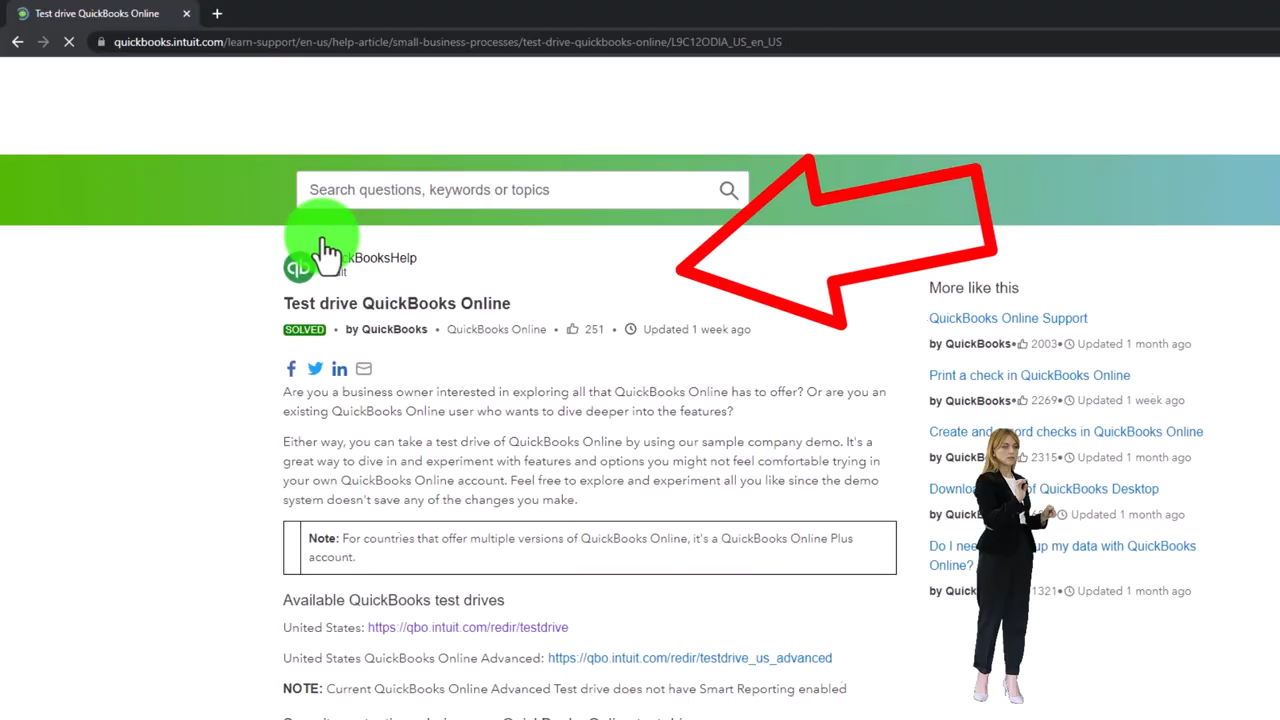 Test drive QuickBooks Online
quickbooks.intuit.com/learn-support/en-us/help-article/small-business-processes/test-drive-quickbooks-online/L9C12ODIA_US_en_US
Search questions, keywords or topics
qb
Test drive QuickBooks Online
SOLVED • by QuickBooks • QuickBooks Online • 251 • Updated 1 week ago
f in
Are you a business owner interested in exploring all that QuickBooks Online has to offer? Or are you an
existing QuickBooks Online user who wants to dive deeper into the features?
Either way, you can take a test drive of QuickBooks Online by using our sample company demo. It's a
great way to dive in and experiment with features and options you might not feel comfortable trying in
your own QuickBooks Online account. Feel free to explore and experiment all you like since the demo
system doesn't save any of the changes you make.
Note: For countries that offer multiple versions of QuickBooks Online, it's a QuickBooks Online Plus
account.
Available QuickBooks test drives
United States: https://qbo.intuit.com/redir/testdrive
United States QuickBooks Online Advanced: https://qbo.intuit.com/redir/testdrive_us_advanced
NOTE: Current QuickBooks Online Advanced Test drive does not have Smart Reporting enabled
More like this
QuickBooks Online Support
by QuickBooks• 2003• Updated 1 month ago
Print a check in QuickBooks Online
by QuickBooks• 2269• Updated 1 week ago
Create and checks in QuickBooks Online
by 2315• Updated 1 month ago
of QuickBooks Desktop
by Updated 1 month ago
Do I my data with QuickBooks
Online?
by 1321• Updated 1 month ago